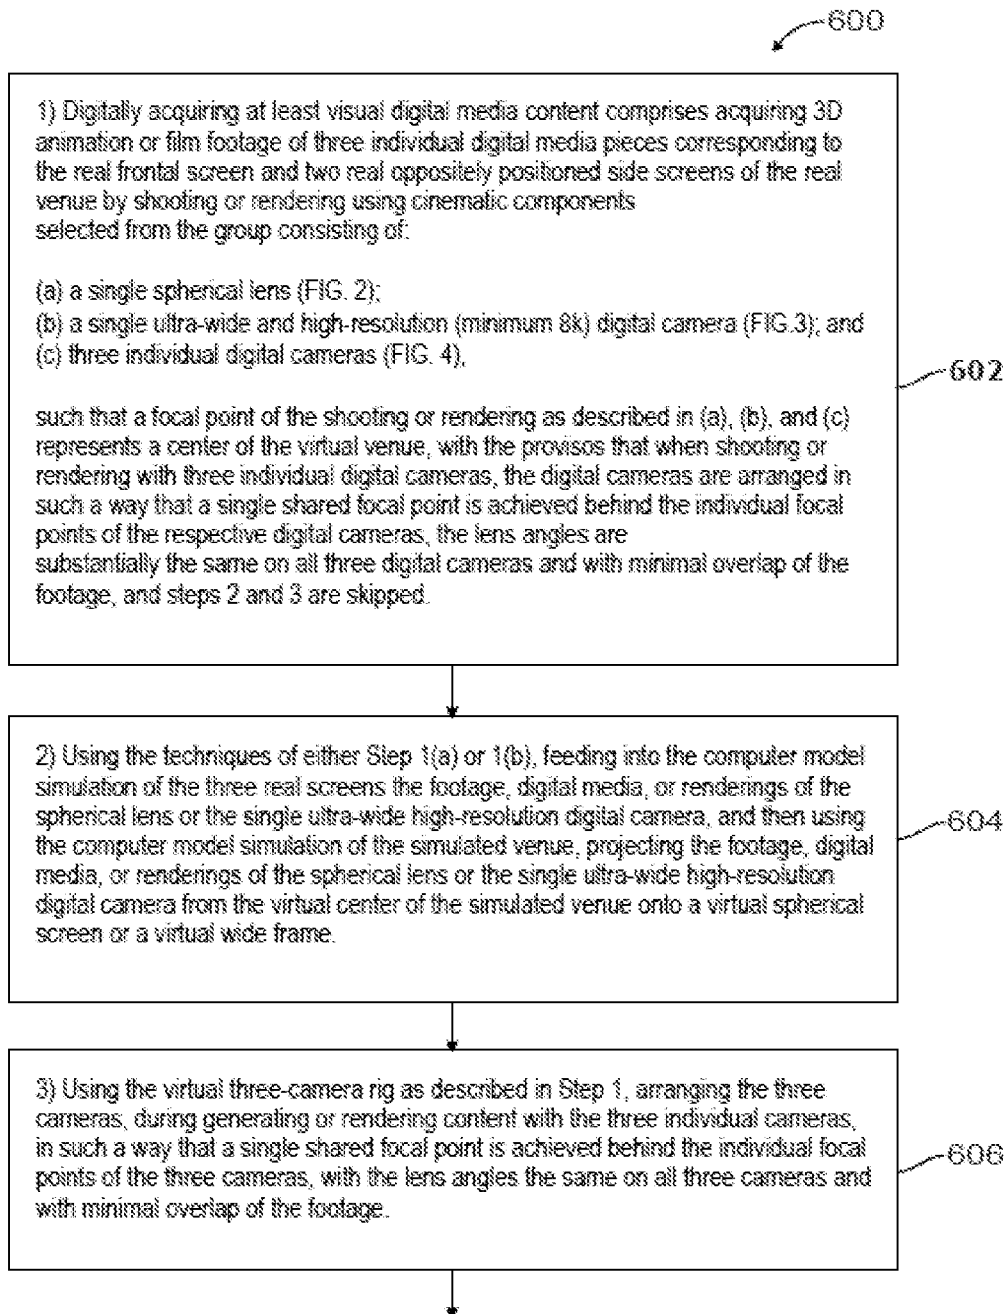 600
1) Digitally acquiring at least visual digital media content comprises acquiring 3D
animation or film footage of three individual digital media pieces corresponding to
the real frontal screen and two real oppositely positioned side screens of the real
venue by shooting or rendering using cinematic components
selected from the group consisting of:
(a) a single spherical lens (FIG. 2);
(b) a single ultra-wide and high-resolution (minimum 8k) digital camera (FIG.3); and
(c) three individual digital cameras (FIG. 4),
602
such that a focal point of the shooting or rendering as described in (a), (b), and (c)
represents a center of the virtual venue, with the provisos that when shooting or
rendering with three individual digital cameras, the digital cameras are arranged in
such a way that a single shared focal point is achieved behind the individual focal
points of the respective digital cameras, the lens angles are
substantially the same on all three digital cameras and with minimal overlap of the
footage, and steps 2 and 3 are skipped.
2) Using the techniques of either Step 1(a) or 1(b), feeding into the computer model
simulation of the three real screens the footage, digital media, or renderings of the
spherical lens or the single ultra-wide high-resolution digital camera, and then using
the computer model simulation of the simulated venue, projecting the footage, digital
media, or renderings of the spherical lens or the single ultra-wide high-resolution
digital camera from the virtual center of the simulated venue onto a virtual spherical
screen or a virtual wide frame.
604
3) Using the virtual three-camera rig as described in Step 1, arranging the three
cameras, during generating or rendering content with the three individual cameras,
in such a way that a single shared focal point is achieved behind the individual focal
points of the three cameras, with the lens angles the same on all three cameras and
with minimal overlap of the footage.
606